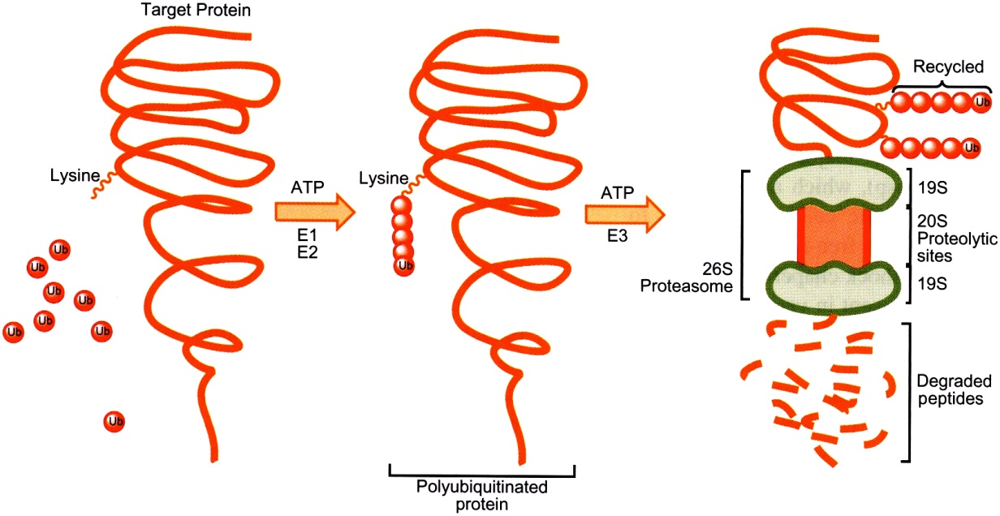 Target Protein
Lysine
Ub
Ub
Ub
Ub
Ub
Ub
Ub
Ub
ATP
E1
E2
Lysine
Ub
Polyubiquitinated
protein
ATP
E3
Recycled
Ub
Ub
26S
Proteasome
19S
20S
Proteolytic
sites
19S
Degraded
peptides